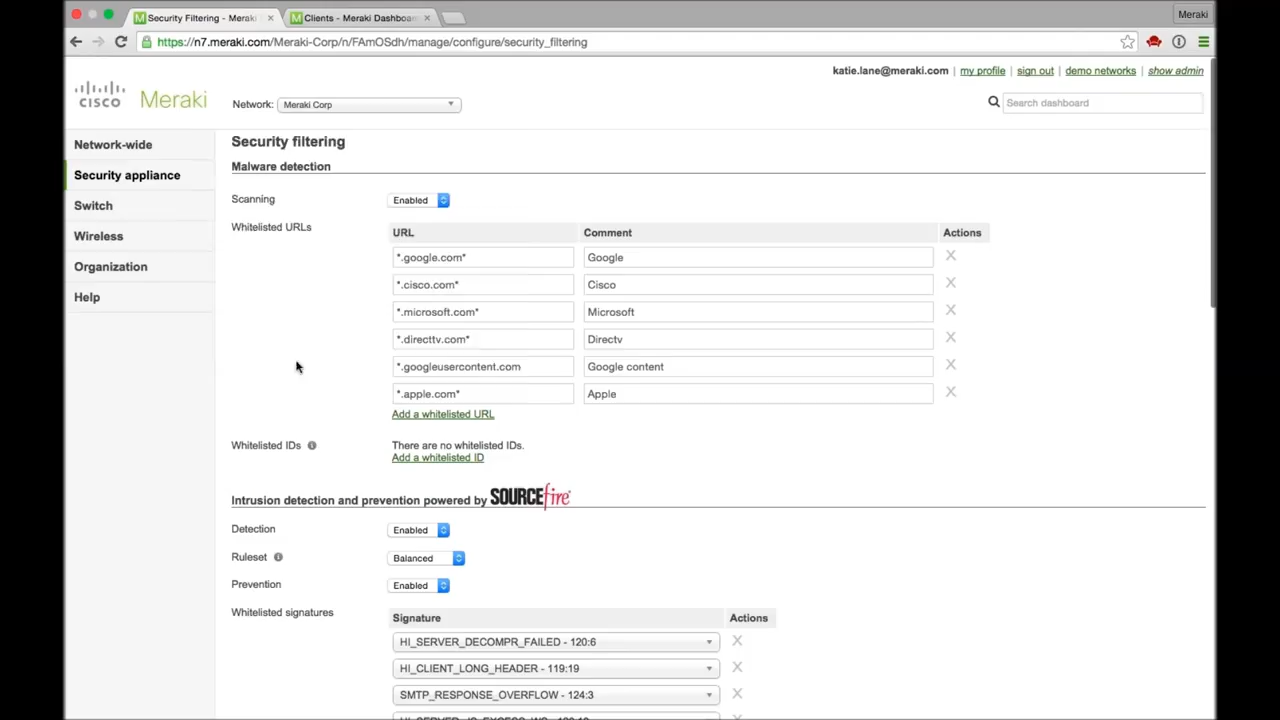 Security Filtering - Meraki
Clients - Meraki Dashboa
Meraki
https://n7.meraki.com/Meraki-Corp/n/FAmOSdh/manage/configure/security_filtering
katie.lane@meraki.com | my profile | sign out | demo networks | show admin
CISCO Meraki
Network: Meraki Corp
Search dashboard
Network-wide
Security appliance
Switch
Wireless
Organization
Help
Security filtering
Malware detection
Scanning Enabled
Whitelisted URLs
URL Comment Actions
*.google.com* Google X
*.cisco.com* Cisco X
*.microsoft.com* Microsoft X
*.directtv.com* Directv X
*.googleusercontent.com Google content X
*.apple.com* Apple X
Add a whitelisted URL
Whitelisted IDs i There are no whitelisted IDs.
Add a whitelisted ID
Intrusion detection and prevention powered by SOURCEfire
Detection Enabled
Ruleset i Balanced
Prevention Enabled
Whitelisted signatures
Signature Actions
HI_SERVER_DECOMPR_FAILED - 120:6 X
HI_CLIENT_LONG_HEADER - 119:19 X
SMTP_RESPONSE_OVERFLOW - 124:3 X